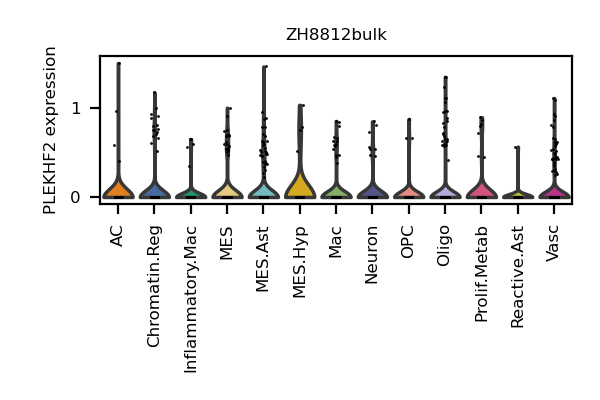 ZH8812bulk
PLEKHF2 expression
1
0
AC
Chromatin.Reg
Inflammatory.Mac
MES
MES.Ast
MES.Hyp
Mac
Neuron
OPC
Oligo
Prolif.Metab
Reactive.Ast
Vasc